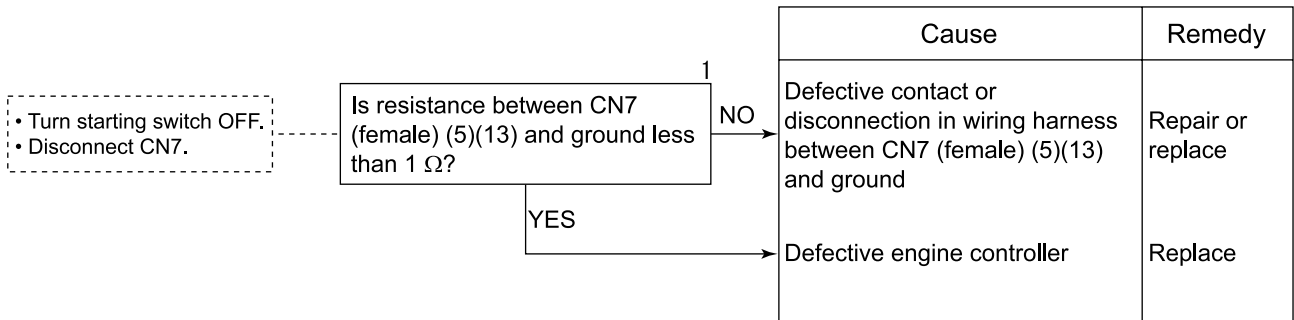 Cause
Remedy
• Turn starting switch OFF.
• Disconnect CN7.
1
Is resistance between CN7
(female) (5)(13) and ground less
than 1 Ω?
NO
Defective contact or
disconnection in wiring harness
between CN7 (female) (5)(13)
and ground
Repair or
replace
YES
Defective engine controller
Replace